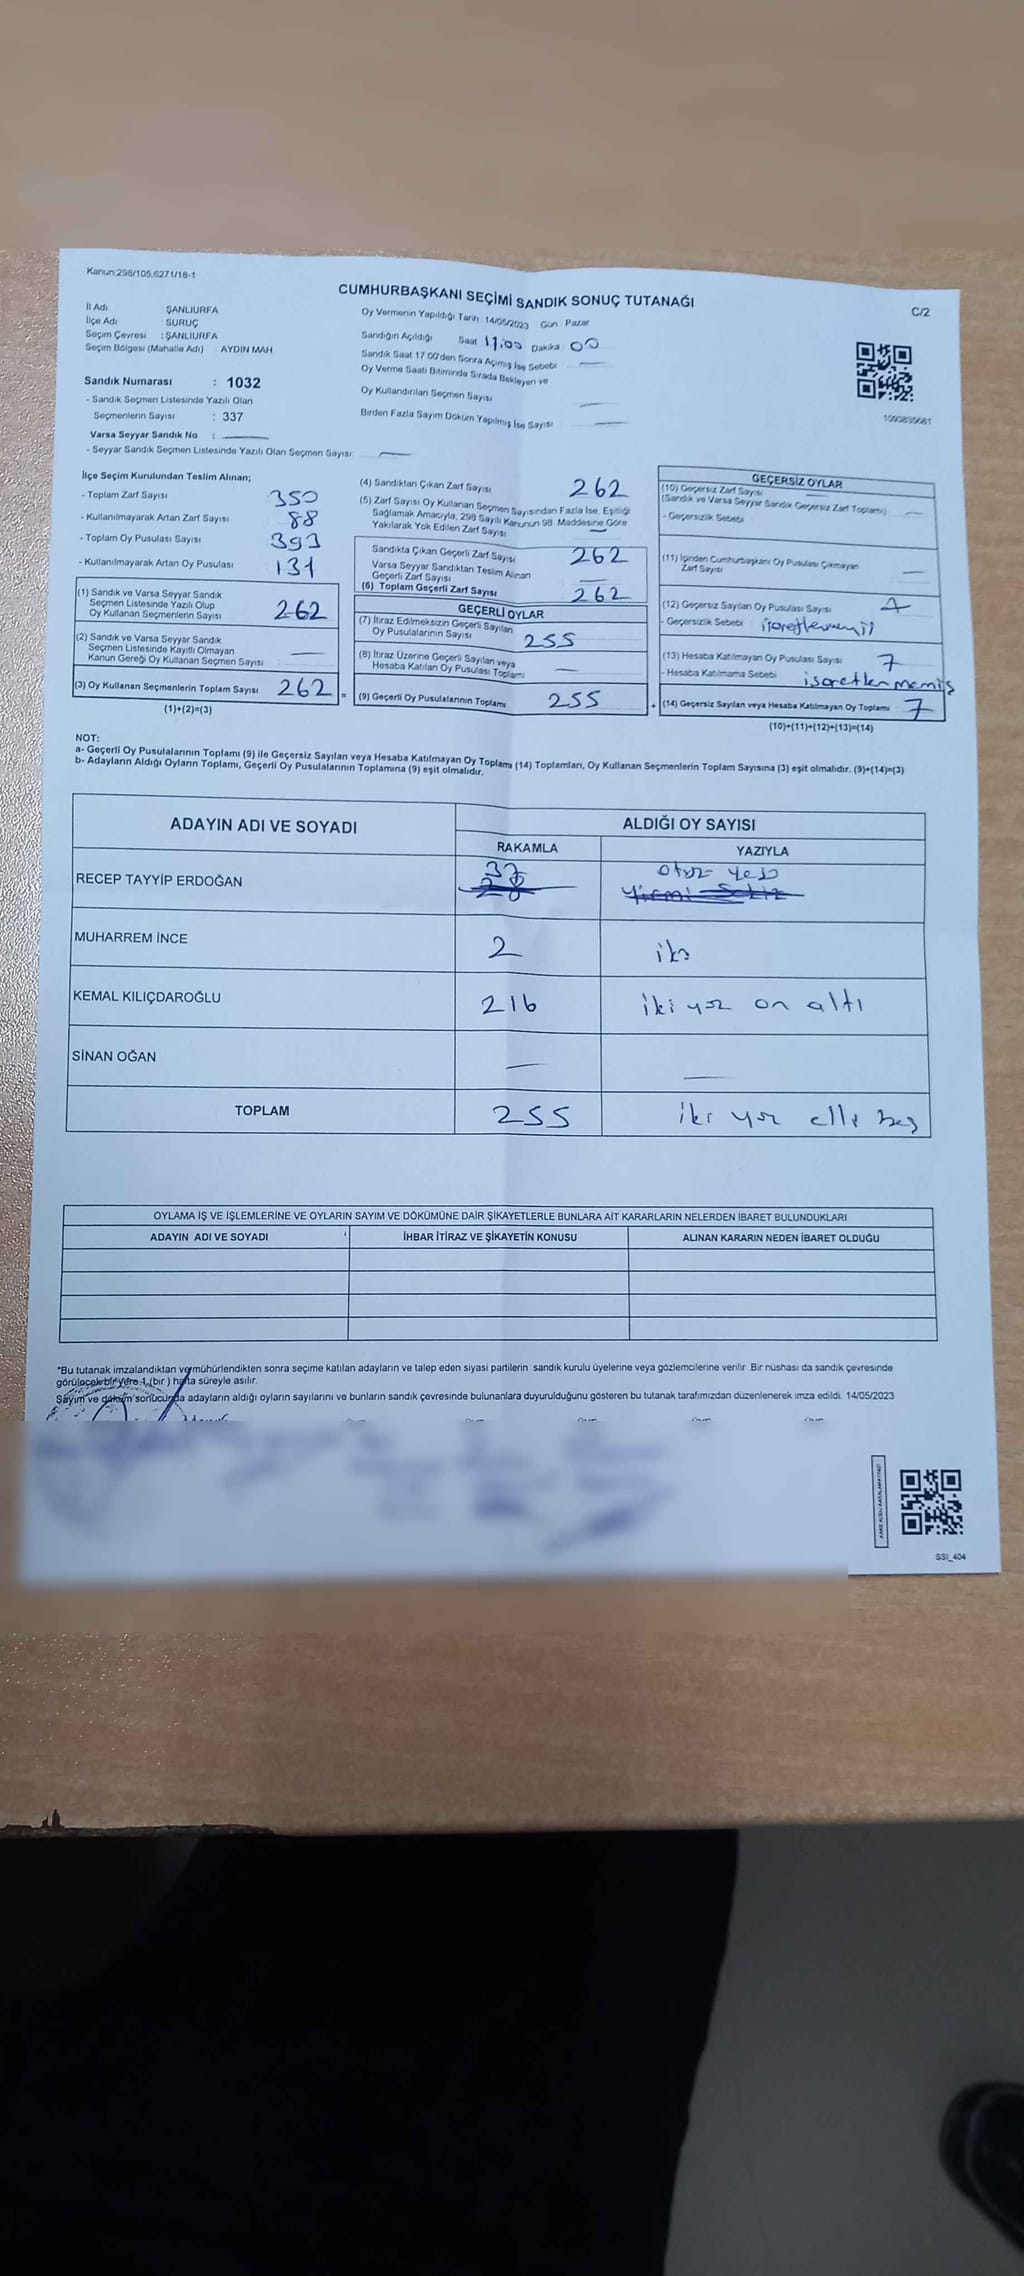 Kanun:298/105.6271/18-1
CUMHURBAŞKANI SEÇİMİ SANDIK SONUÇ TUTANAĞI
C/2
İl Adı : ŞANLIURFA
İlçe Adı : SURUÇ
Seçim Çevresi : ŞANLIURFA
Seçim Bölgesi (Mahalle Adı) AYDIN MAH
Oy Vermenin Yapıldığı Tarih 14/05/2023 Gün : Pazar
Sandığın Açıldığı Saat 17.00 Dakika 00
Sandık Saat 17:00'den Sonra Açmış İse Sebebi
Oy Verme Saati Bitiminde Sırada Bekleyen ve
Oy Kullandırılan Seçmen Sayısı
Birden Fazla Sayım Döküm Yapılmış İse Sayısı
1093835681
Sandık Numarası : 1032
- Sandık Seçmen Listesinde Yazılı Olan
Seçmenlerin Sayısı : 337
Varsa Seyyar Sandık No :
- Seyyar Sandık Seçmen Listesinde Yazılı Olan Seçmen Sayısı
İlçe Seçim Kurulundan Teslim Alınan;
- Toplam Zarf Sayısı 350
- Kullanılmayarak Artan Zarf Sayısı 88
- Toplam Oy Pusulası Sayısı 393
- Kullanılmayarak Artan Oy Pusulası 131
(1) Sandık ve Varsa Seyyar Sandık
Seçmen Listesinde Yazılı Olup
Oy Kullanan Seçmenlerin Sayısı 262
(2) Sandık ve Varsa Seyyar Sandık
Seçmen Listesinde Kayıtlı Olmayan
Kanun Gereği Oy Kullanan Seçmen Sayısı
(3) Oy Kullanan Seçmenlerin Toplam Sayısı 262 =
(1)+(2)=(3)
(4) Sandıktan Çıkan Zarf Sayısı 262
(5) Zarf Sayısı Oy Kullanan Seçmen Sayısından Fazla İse, Eşitliği
Sağlamak Amacıyla, 298 Sayılı Kanunun 98. Maddesine Göre
Yakılarak Yok Edilen Zarf Sayısı
Sandıkta Çıkan Geçerli Zarf Sayısı 262
Varsa Seyyar Sandıktan Teslim Alınan
Geçerli Zarf Sayısı
(6) Toplam Geçerli Zarf Sayısı 262
GEÇERLİ OYLAR
(7) İtiraz Edilmeksizin Geçerli Sayılan
Oy Pusulalarının Sayısı 255
(8) İtiraz Üzerine Geçerli Sayılan veya
Hesaba Katılan Oy Pusulası Toplamı
(9) Geçerli Oy Pusulalarının Toplamı 255 +
GEÇERSİZ OYLAR
(10) Geçersiz Zarf Sayısı
(Sandık ve Varsa Seyyar Sandık Geçersiz Zarf Toplamı)
- Geçersizlik Sebebi
(11) İçinden Cumhurbaşkanı Oy Pusulası Çıkmayan
Zarf Sayısı
(12) Geçersiz Sayılan Oy Pusulası Sayısı 7
- Geçersizlik Sebebi
(13) Hesaba Katılmayan Oy Pusulası Sayısı 7
- Hesaba Katılmama Sebebi isoretlenmemiş
(14) Geçersiz Sayılan veya Hesaba Katılmayan Oy Toplamı 7
(10)+(11)+(12)+(13)=(14)
NOT:
a- Geçerli Oy Pusulalarının Toplamı (9) ile Geçersiz Sayılan veya Hesaba Katılmayan Oy Toplamı (14) Toplamları, Oy Kullanan Seçmenlerin Toplam Sayısına (3) eşit olmalıdır. (9)+(14)=(3)
b- Adayların Aldığı Oyların Toplamı, Geçerli Oy Pusulalarının Toplamına (9) eşit olmalıdır.
ADAYIN ADI VE SOYADI
ALDIĞI OY SAYISI
RAKAMLA YAZIYLA
RECEP TAYYİP ERDOĞAN 37 otuz yedi
28 yirmi sekiz
MUHARREM İNCE 2 iki
KEMAL KILIÇDAROĞLU 216 iki yüz on altı
SİNAN OĞAN
TOPLAM 255 iki yüz elli beş
OYLAMA İŞ VE İŞLEMLERİNE VE OYLARIN SAYIM VE DÖKÜMÜNE DAİR ŞİKAYETLERLE BUNLARA AİT KARARLARIN NELERDEN İBARET BULUNDUKLARI
ADAYIN ADI VE SOYADI İHBAR İTİRAZ VE ŞİKAYETİN KONUSU ALINAN KARARIN NEDEN İBARET OLDUĞU
*Bu tutanak imzalandıktan ve mühürlendikten sonra seçime katılan adayların ve talep eden siyasi partilerin sandık kurulu üyelerine veya gözlemcilerine verilir. Bir nüshası da sandık çevresinde
görülecek bir yere 1 (bir ) hafta süreyle asılır.
Sayım ve döküm sonucunda adayların aldığı oyların sayılarını ve bunların sandık çevresinde bulunanlara duyurulduğunu gösteren bu tutanak tarafımızdan düzenlenerek imza edildi. 14/05/2023
SSI_404